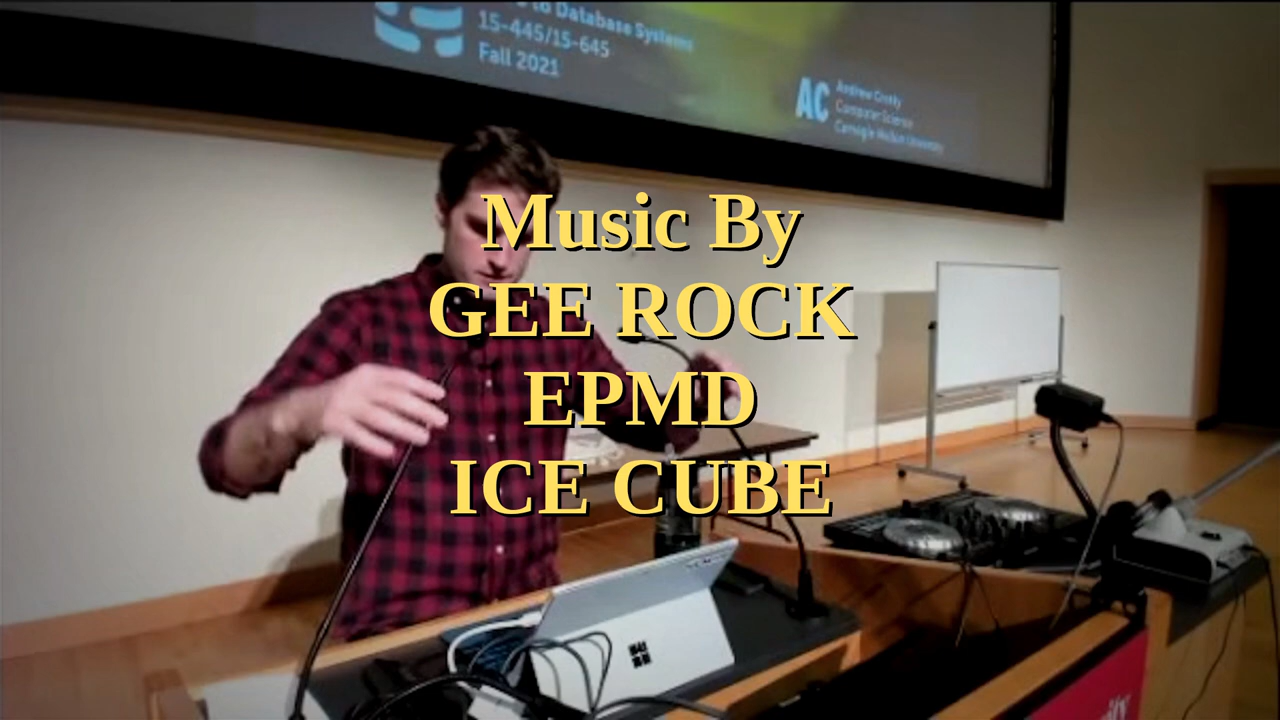 to Database Systems
15-445/15-645
Fall 2021
AC
Andrew Crotty
Computer Science
Carnegie Mellon University
Music By
GEE ROCK
EPMD
ICE CUBE